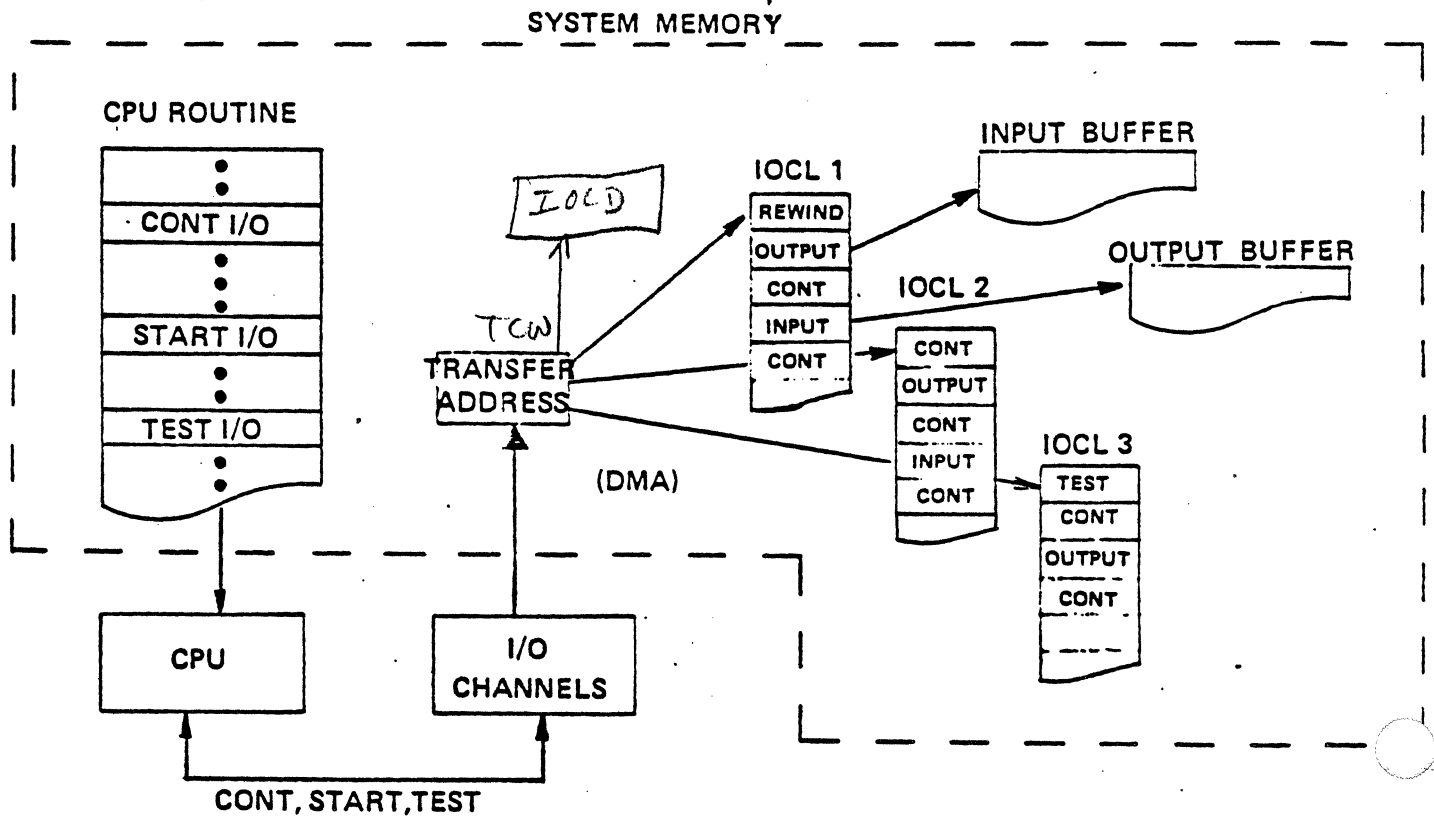 SYSTEM MEMORY
CPU ROUTINE
CONT I/O
START I/O
TEST I/O
IOCD
TCW
TRANSFER
ADDRESS
(DMA)
IOCL 1
REWIND
OUTPUT
CONT
INPUT
CONT
INPUT BUFFER
OUTPUT BUFFER
IOCL 2
CONT
OUTPUT
CONT
INPUT
CONT
IOCL 3
TEST
CONT
OUTPUT
CONT
CPU
I/O
CHANNELS
CONT, START, TEST